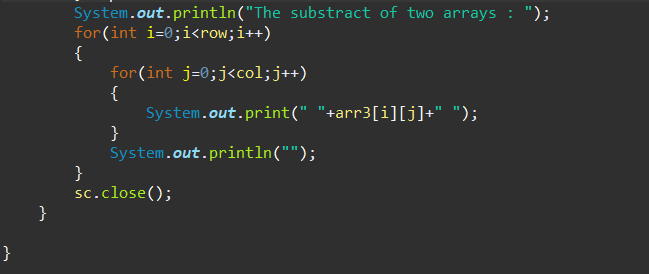 System.out.println("The substract of two arrays : ");
for(int i=0;i<row;i++)
{
for(int j=0;j<col;j++)
{
System.out.print(" "+arr3[i][j]+" ");
}
System.out.println("");
}
sc.close();
}
}